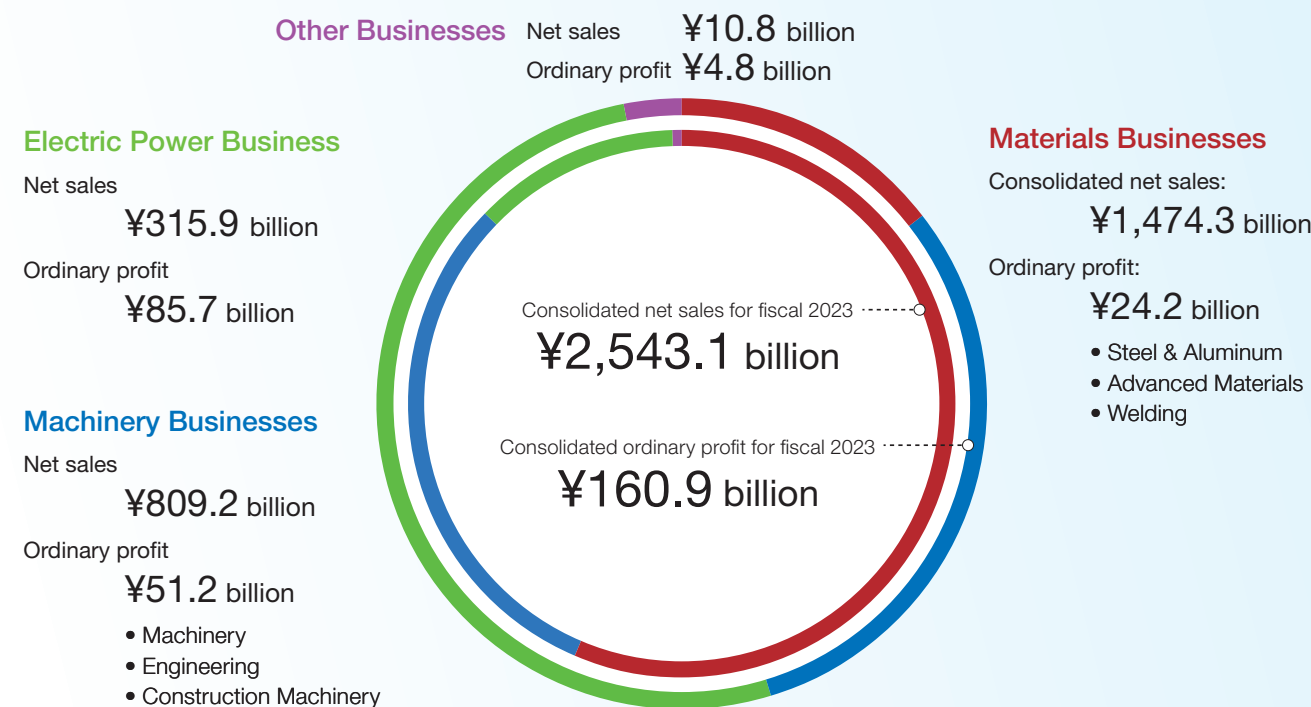 Other Businesses
Net sales ¥10.8 billion
Ordinary profit ¥4.8 billion
Electric Power Business
Net sales
¥315.9 billion
Ordinary profit
¥85.7 billion
Machinery Businesses
Net sales
¥809.2 billion
Ordinary profit
¥51.2 billion
• Machinery
• Engineering
• Construction Machinery
Consolidated net sales for fiscal 2023
¥2,543.1 billion
Consolidated ordinary profit for fiscal 2023
¥160.9 billion
Materials Businesses
Consolidated net sales:
¥1,474.3 billion
Ordinary profit:
¥24.2 billion
• Steel & Aluminum
• Advanced Materials
• Welding